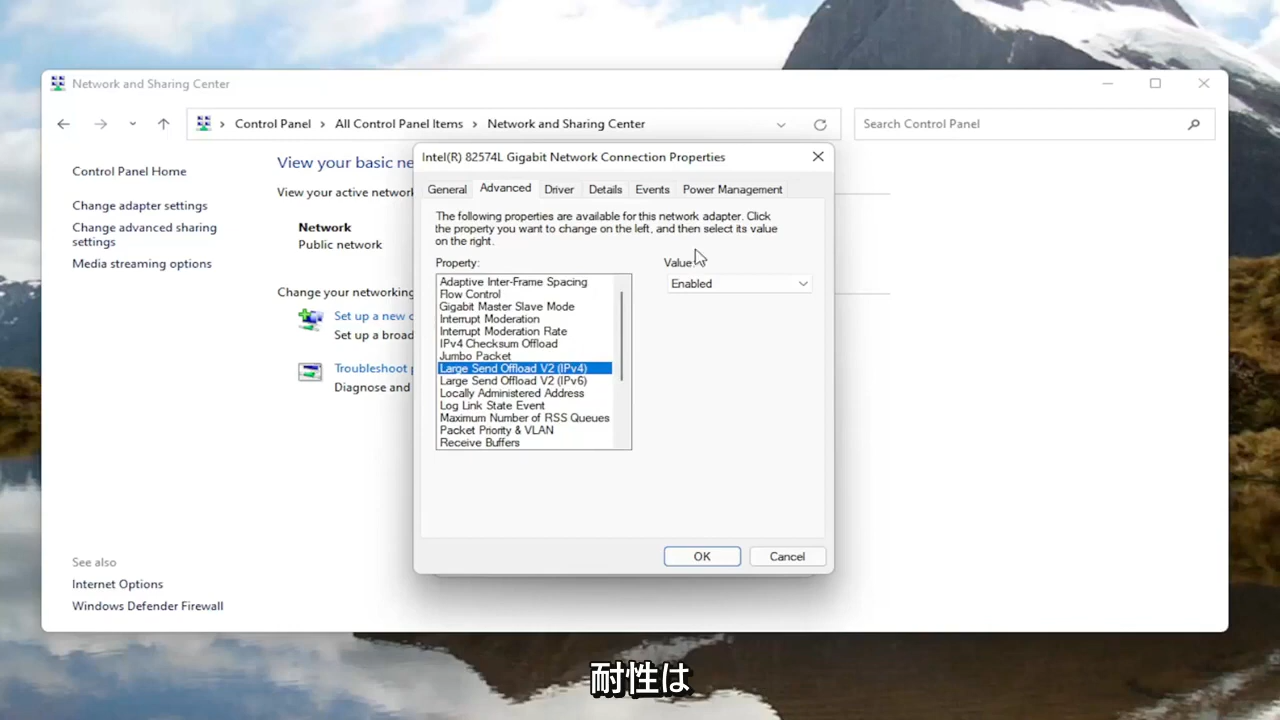 Network and Sharing Center
Control Panel
All Control Panel Items
Network and Sharing Center
Search Control Panel
Control Panel Home
Change adapter settings
Change advanced sharing
settings
Media streaming options
View your basic ne
View your active networ
Network
Public network
Change your networking
Set up a new c
Set up a broad
Troubleshoot p
Diagnose and
See also
Internet Options
Windows Defender Firewall
Intel(R) 82574L Gigabit Network Connection Properties
General Advanced Driver Details Events Power Management
The following properties are available for this network adapter. Click
the property you want to change on the left, and then select its value
on the right.
Property:
Value:
Adaptive Inter-Frame Spacing
Flow Control
Gigabit Master Slave Mode
Interrupt Moderation
Interrupt Moderation Rate
IPv4 Checksum Offload
Jumbo Packet
Large Send Offload V2 (IPv4)
Large Send Offload V2 (IPv6)
Locally Administered Address
Log Link State Event
Maximum Number of RSS Queues
Packet Priority & VLAN
Receive Buffers
Enabled
OK
Cancel
耐性は